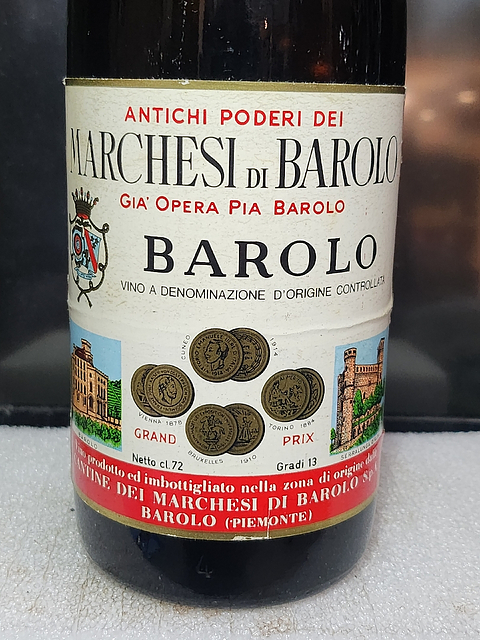 ANTICHI PODERI DEI
MARCHESI DI BAROLO
GIA' OPERA PIA BAROLO
BAROLO
VINO A DENOMINAZIONE D'ORIGINE CONTROLLATA
CUNEO 1914
VIENNA 1878
TORINO 1884
GRAND PRIX
BRUXELLES 1910
Netto cl. 72
Gradi 13
prodotto ed imbottigliato nella zona di origine
CANTINE DEI MARCHESI DI BAROLO
BAROLO (PIEMONTE)